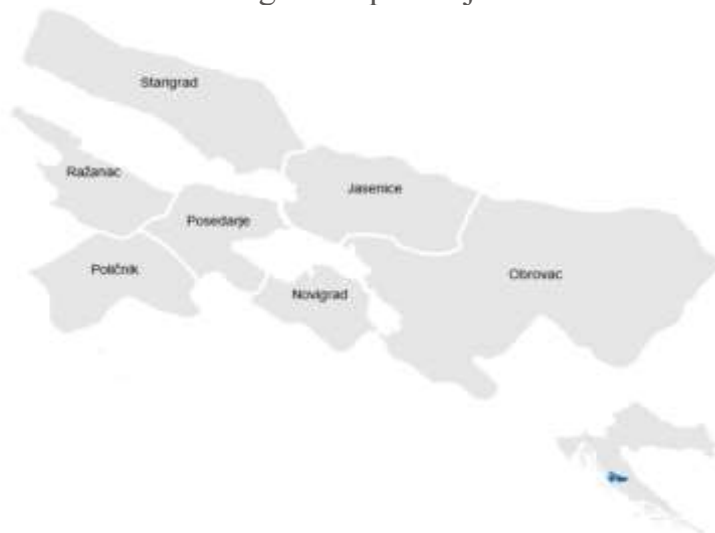 Starigrad
Ražanac
Jasenice
Posedarje
Poličnik
Obrovac
Novigrad